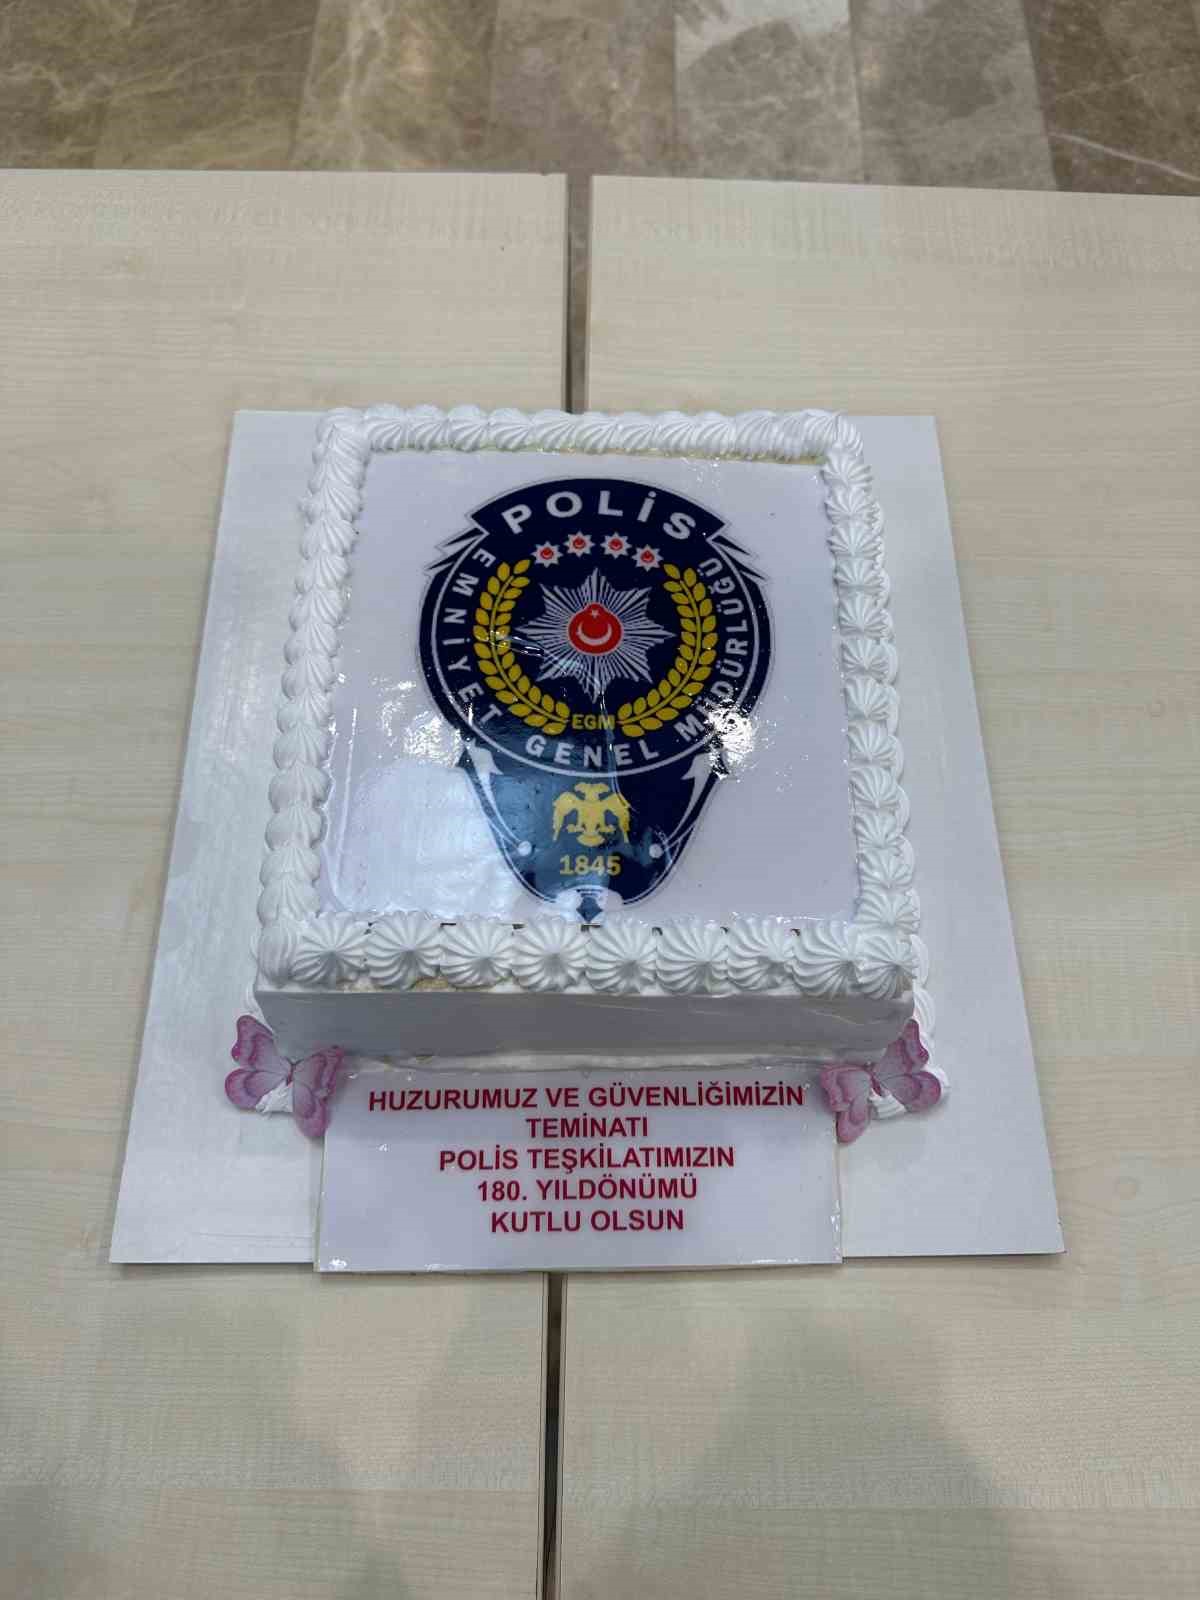 POLİS
EMNİYET GENEL MÜDÜRLÜĞÜ
EGM
1845
HUZURUMUZ VE GÜVENLİĞİMİZİN
TEMİNATI
POLİS TEŞKİLATIMIZIN
180. YILDÖNÜMÜ
KUTLU OLSUN